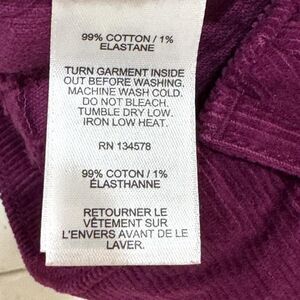 99% COTTON / 1%
ELASTANE
TURN GARMENT INSIDE
OUT BEFORE WASHING.
MACHINE WASH COLD.
DO NOT BLEACH.
TUMBLE DRY LOW.
IRON LOW HEAT.
RN 134578
99% COTON / 1%
ÉLASTHANNE
RETOURNER LE
VÊTEMENT SUR
L'ENVERS AVANT DE LE
LAVER.